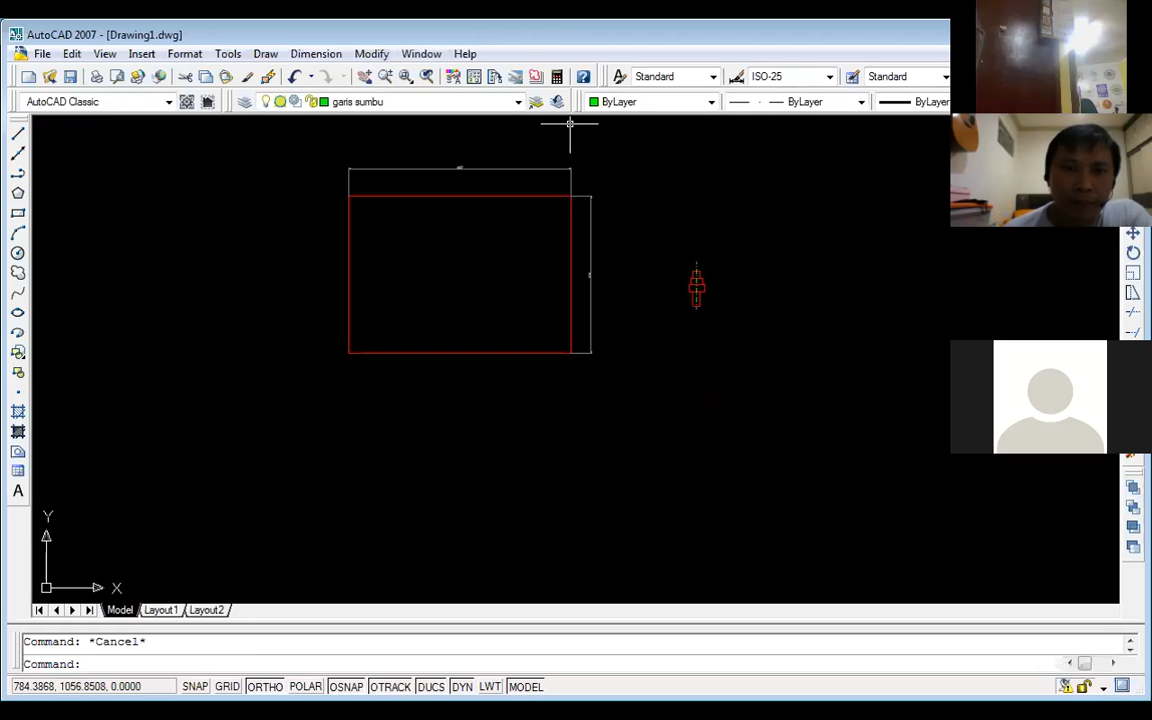 AutoCAD 2007 - [Drawing1.dwg]
File Edit View Insert Format Tools Draw Dimension Modify Window Help
Standard ISO-25 Standard
AutoCAD Classic garis sumbu ByLayer ByLayer ByLayer
A
Y
X
Model Layout1 Layout2
Command: *Cancel*
Command:
784.3868, 1056.8508, 0.0000 SNAP GRID ORTHO POLAR OSNAP OTRACK DUCS DYN LWT MODEL